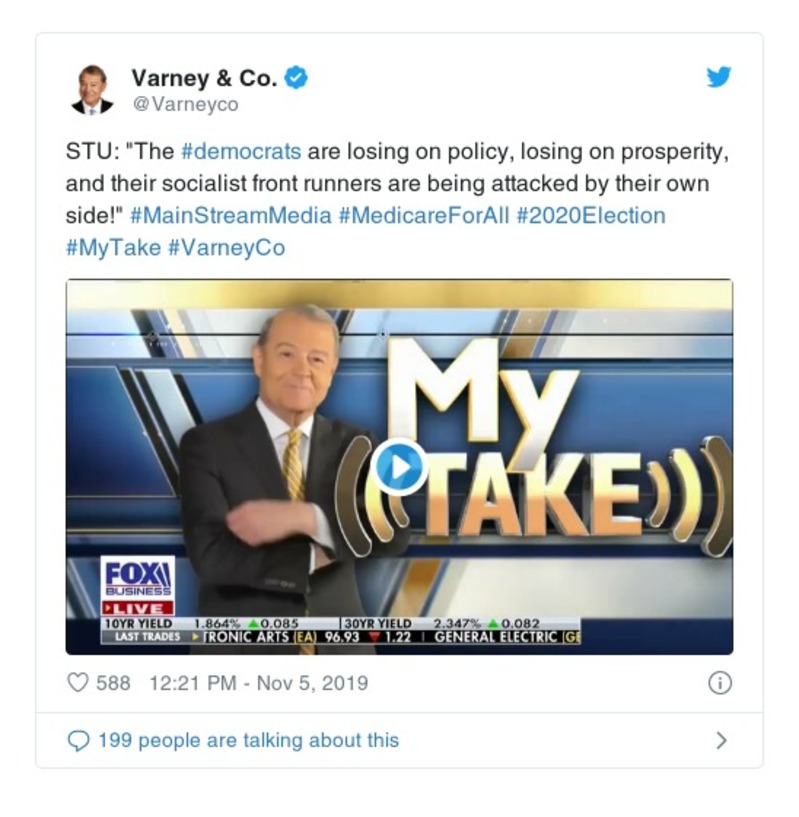 Varney & Co.
@Varneyco
STU: "The #democrats are losing on policy, losing on prosperity,
and their socialist front runners are being attacked by their own
side!" #MainStreamMedia #MedicareForAll #2020Election
#MyTake #VarneyCo
My
TAKE
FOX
BUSINESS
LIVE
10YR YIELD 1.864% ▲0.085 30YR YIELD 2.347% ▲0.082
LAST TRADES TRONIC ARTS (EA) 96.93 ▼1.22 GENERAL ELECTRIC (GE
588 12:21 PM - Nov 5, 2019
199 people are talking about this